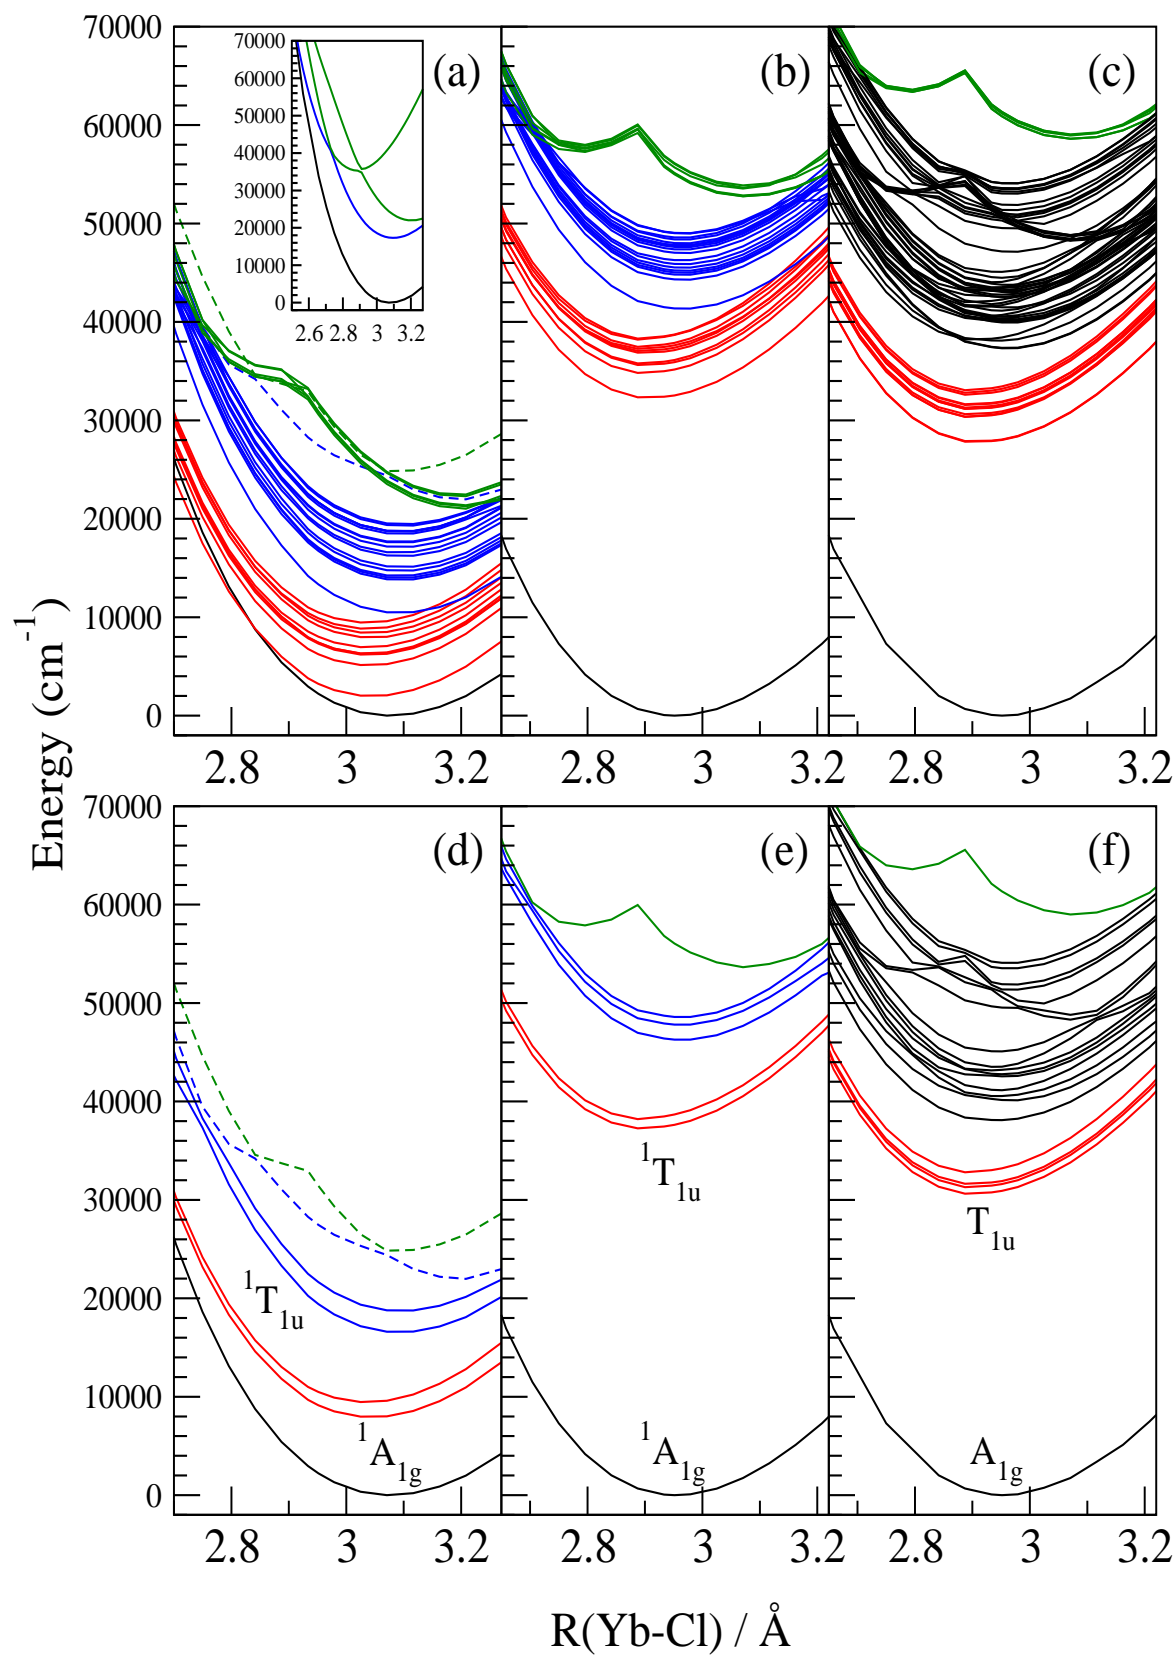 70000
60000
50000
40000
30000
20000
10000
0
70000
60000
50000
40000
30000
20000
10000
0
2.6 2.8 3 3.2
(a)
(b)
(c)
2.8 3 3.2
2.8 3 3.2
2.8 3 3.2
Energy (cm⁻¹)
70000
60000
50000
40000
30000
20000
10000
0
(d)
(e)
(f)
¹T₁ᵤ
¹A₁g
¹T₁ᵤ
¹A₁g
T₁ᵤ
A₁g
2.8 3 3.2
2.8 3 3.2
2.8 3 3.2
R(Yb-Cl) / Å